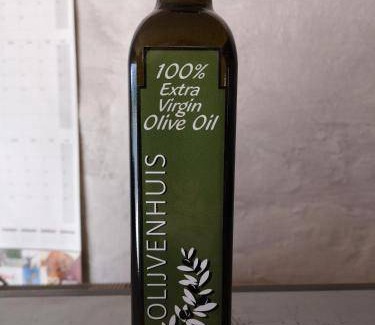 100%
Extra
Virgin
Olive Oil
OLIJVENHUIS